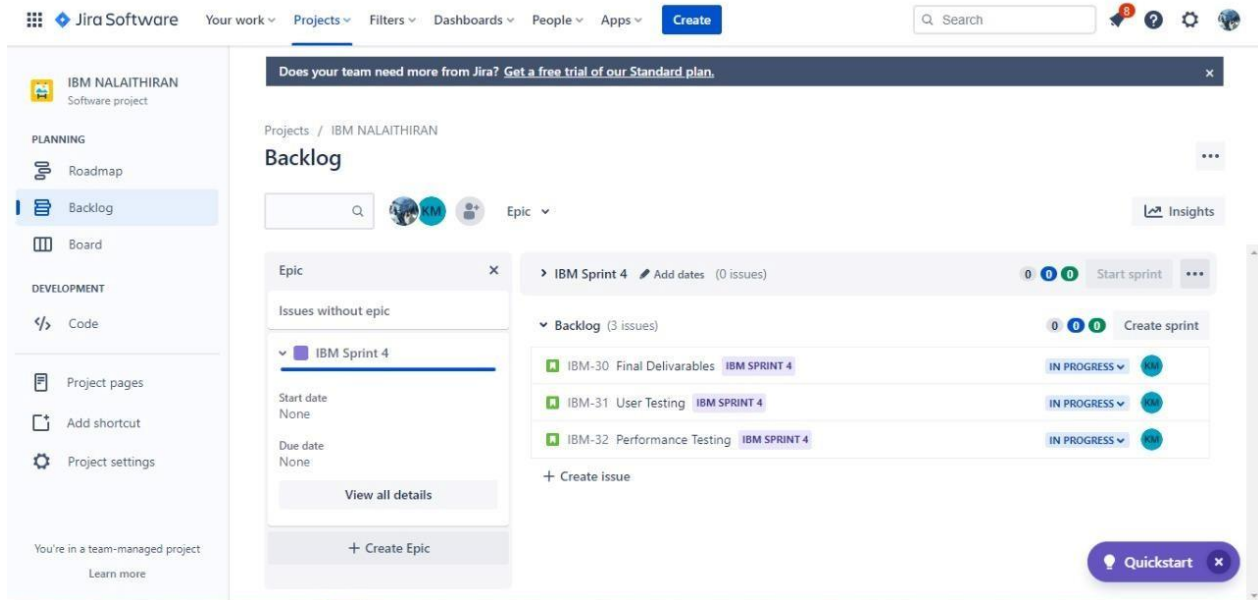 Jira Software Your work Projects Filters Dashboards People Apps Create Search 8
Does your team need more from Jira? Get a free trial of our Standard plan.
IBM NALAITHIRAN
Software project
PLANNING
Roadmap
Backlog
Board
DEVELOPMENT
Code
Project pages
Add shortcut
Project settings
You're in a team-managed project
Learn more
Projects / IBM NALAITHIRAN
Backlog
KM Epic Insights
Epic
Issues without epic
IBM Sprint 4
Start date
None
Due date
None
View all details
+ Create Epic
IBM Sprint 4 Add dates (0 issues) 0 0 0 Start sprint
Backlog (3 issues) 0 0 0 Create sprint
IBM-30 Final Delivarables IBM SPRINT 4 IN PROGRESS KM
IBM-31 User Testing IBM SPRINT 4 IN PROGRESS KM
IBM-32 Performance Testing IBM SPRINT 4 IN PROGRESS KM
+ Create issue
Quickstart